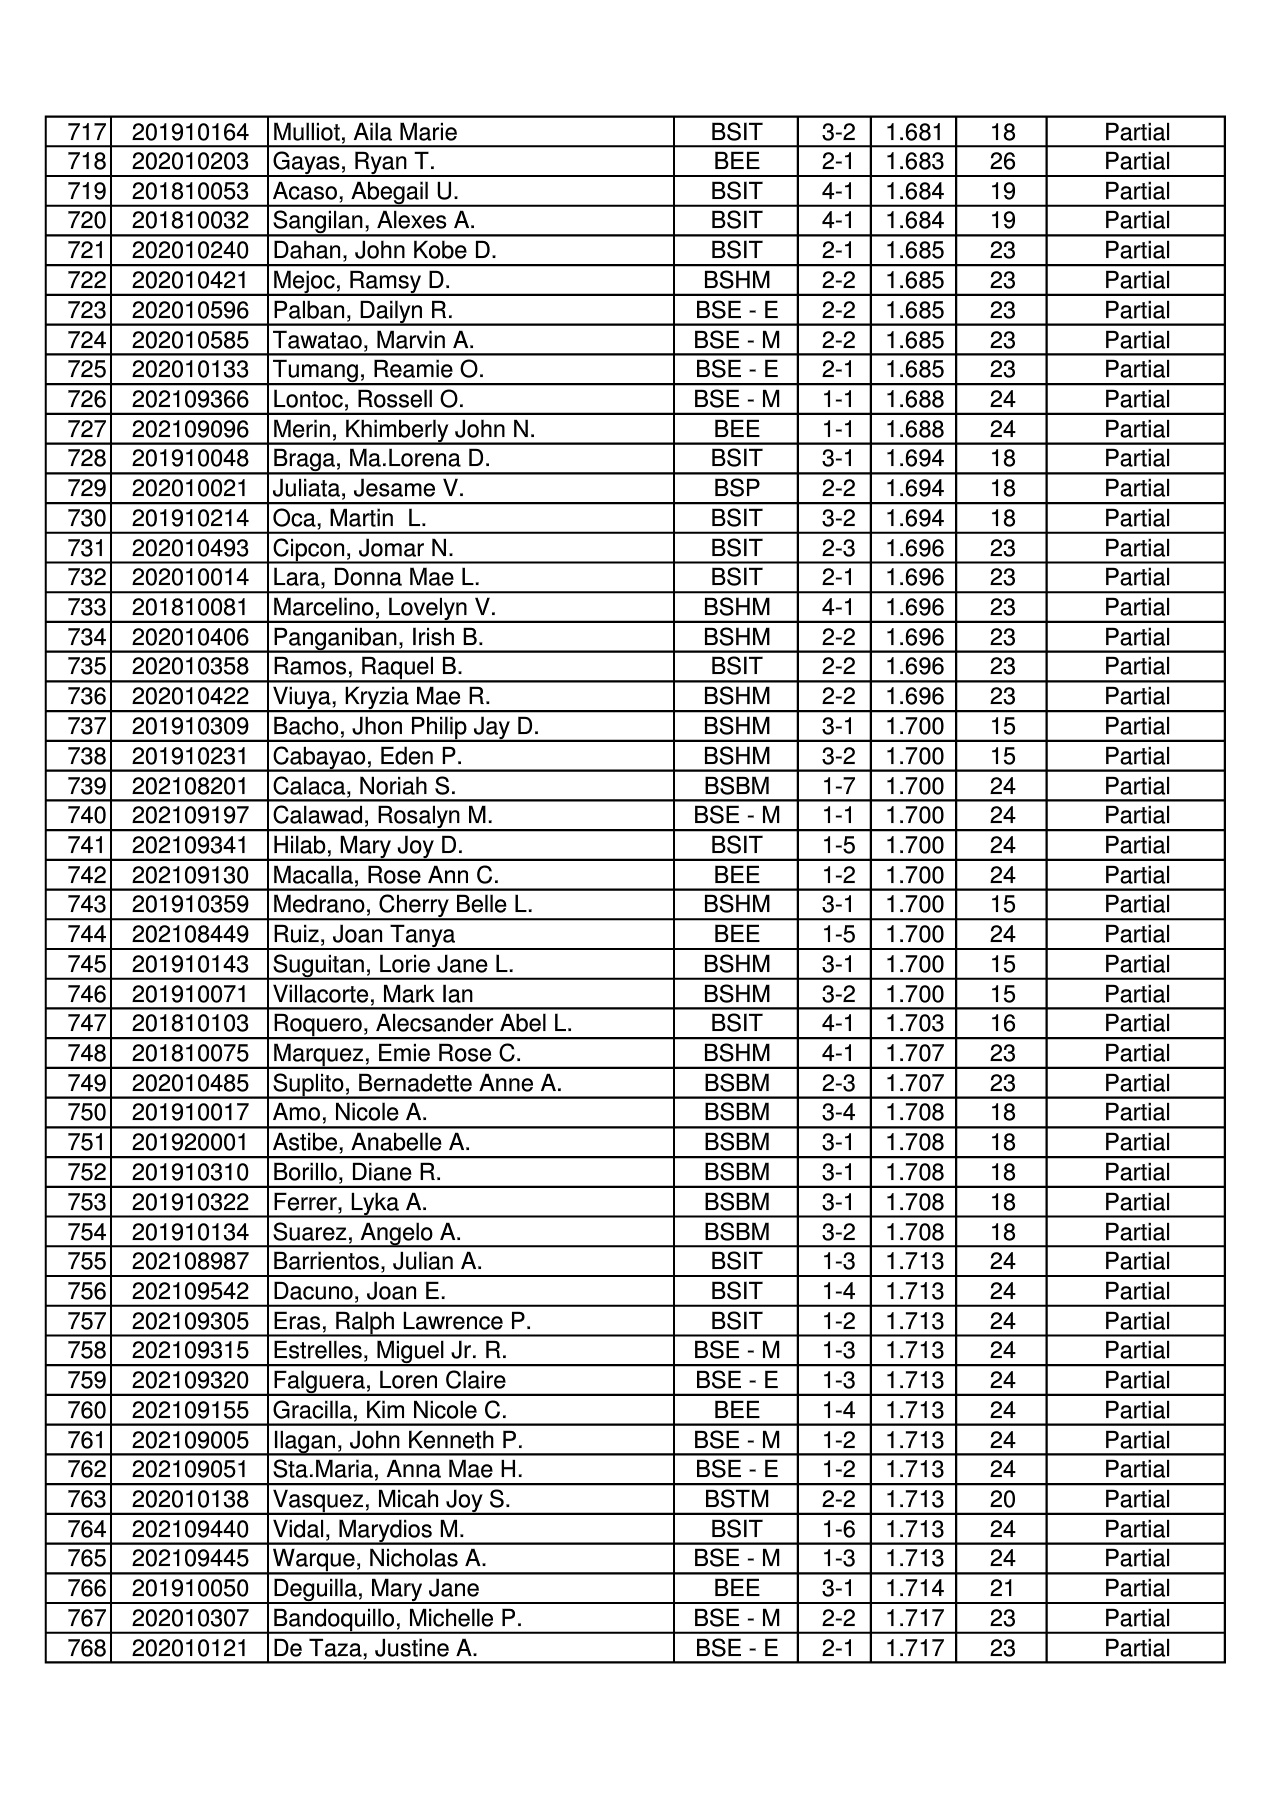 717 201910164 Mulliot, Aila Marie BSIT 3-2 1.681 18 Partial
718 202010203 Gayas, Ryan T. BEE 2-1 1.683 26 Partial
719 201810053 Acaso, Abegail U. BSIT 4-1 1.684 19 Partial
720 201810032 Sangilan, Alexes A. BSIT 4-1 1.684 19 Partial
721 202010240 Dahan, John Kobe D. BSIT 2-1 1.685 23 Partial
722 202010421 Mejoc, Ramsy D. BSHM 2-2 1.685 23 Partial
723 202010596 Palban, Dailyn R. BSE - E 2-2 1.685 23 Partial
724 202010585 Tawatao, Marvin A. BSE - M 2-2 1.685 23 Partial
725 202010133 Tumang, Reamie O. BSE - E 2-1 1.685 23 Partial
726 202109366 Lontoc, Rossell O. BSE - M 1-1 1.688 24 Partial
727 202109096 Merin, Khimberly John N. BEE 1-1 1.688 24 Partial
728 201910048 Braga, Ma.Lorena D. BSIT 3-1 1.694 18 Partial
729 202010021 Juliata, Jesame V. BSP 2-2 1.694 18 Partial
730 201910214 Oca, Martin  L. BSIT 3-2 1.694 18 Partial
731 202010493 Cipcon, Jomar N. BSIT 2-3 1.696 23 Partial
732 202010014 Lara, Donna Mae L. BSIT 2-1 1.696 23 Partial
733 201810081 Marcelino, Lovelyn V. BSHM 4-1 1.696 23 Partial
734 202010406 Panganiban, Irish B. BSHM 2-2 1.696 23 Partial
735 202010358 Ramos, Raquel B. BSIT 2-2 1.696 23 Partial
736 202010422 Viuya, Kryzia Mae R. BSHM 2-2 1.696 23 Partial
737 201910309 Bacho, Jhon Philip Jay D. BSHM 3-1 1.700 15 Partial
738 201910231 Cabayao, Eden P. BSHM 3-2 1.700 15 Partial
739 202108201 Calaca, Noriah S. BSBM 1-7 1.700 24 Partial
740 202109197 Calawad, Rosalyn M. BSE - M 1-1 1.700 24 Partial
741 202109341 Hilab, Mary Joy D. BSIT 1-5 1.700 24 Partial
742 202109130 Macalla, Rose Ann C. BEE 1-2 1.700 24 Partial
743 201910359 Medrano, Cherry Belle L. BSHM 3-1 1.700 15 Partial
744 202108449 Ruiz, Joan Tanya BEE 1-5 1.700 24 Partial
745 201910143 Suguitan, Lorie Jane L. BSHM 3-1 1.700 15 Partial
746 201910071 Villacorte, Mark Ian BSHM 3-2 1.700 15 Partial
747 201810103 Roquero, Alecsander Abel L. BSIT 4-1 1.703 16 Partial
748 201810075 Marquez, Emie Rose C. BSHM 4-1 1.707 23 Partial
749 202010485 Suplito, Bernadette Anne A. BSBM 2-3 1.707 23 Partial
750 201910017 Amo, Nicole A. BSBM 3-4 1.708 18 Partial
751 201920001 Astibe, Anabelle A. BSBM 3-1 1.708 18 Partial
752 201910310 Borillo, Diane R. BSBM 3-1 1.708 18 Partial
753 201910322 Ferrer, Lyka A. BSBM 3-1 1.708 18 Partial
754 201910134 Suarez, Angelo A. BSBM 3-2 1.708 18 Partial
755 202108987 Barrientos, Julian A. BSIT 1-3 1.713 24 Partial
756 202109542 Dacuno, Joan E. BSIT 1-4 1.713 24 Partial
757 202109305 Eras, Ralph Lawrence P. BSIT 1-2 1.713 24 Partial
758 202109315 Estrelles, Miguel Jr. R. BSE - M 1-3 1.713 24 Partial
759 202109320 Falguera, Loren Claire BSE - E 1-3 1.713 24 Partial
760 202109155 Gracilla, Kim Nicole C. BEE 1-4 1.713 24 Partial
761 202109005 Ilagan, John Kenneth P. BSE - M 1-2 1.713 24 Partial
762 202109051 Sta.Maria, Anna Mae H. BSE - E 1-2 1.713 24 Partial
763 202010138 Vasquez, Micah Joy S. BSTM 2-2 1.713 20 Partial
764 202109440 Vidal, Marydios M. BSIT 1-6 1.713 24 Partial
765 202109445 Warque, Nicholas A. BSE - M 1-3 1.713 24 Partial
766 201910050 Deguilla, Mary Jane BEE 3-1 1.714 21 Partial
767 202010307 Bandoquillo, Michelle P. BSE - M 2-2 1.717 23 Partial
768 202010121 De Taza, Justine A. BSE - E 2-1 1.717 23 Partial